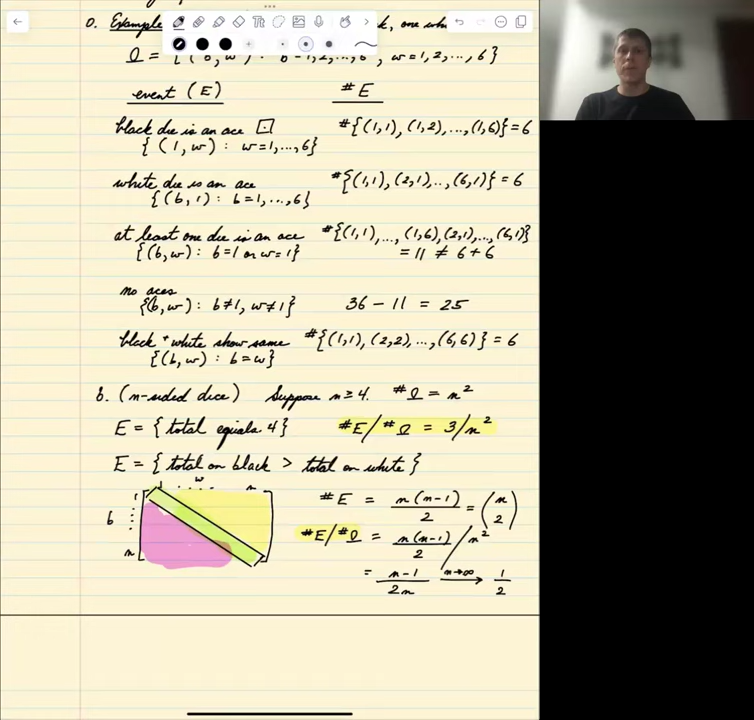 0. Example k, one wh
Ω = {(b, w) : b = 1, 2, ..., 6, w = 1, 2, ..., 6}
event (E) #E
black die is an ace ⚀ #{(1,1), (1,2), ..., (1,6)} = 6
{(1, w) : w = 1, ..., 6}
white die is an ace #{(1,1), (2,1), .., (6,1)} = 6
{(b, 1) : b = 1, ..., 6}
at least one die is an ace #{(1,1), ..., (1,6), (2,1), ..., (6,1)}
{(b, w) : b = 1 or w = 1} = 11 ≠ 6 + 6
no aces
{(b, w) : b ≠ 1, w ≠ 1} 36 - 11 = 25
black + white show same #{(1,1), (2,2), ..., (6,6)} = 6
{(b, w) : b = w}
b. (n-sided dice) Suppose n ≥ 4. #Ω = n²
E = {total equals 4} #E/#Ω = 3/n²
E = {total on black > total on white}
w
1 ... n
b
1
⋮
n
#E = n(n-1)/2 = (n 2)
#E/#Ω = n(n-1)/2 / n²
= n-1/2n n→∞ → 1/2